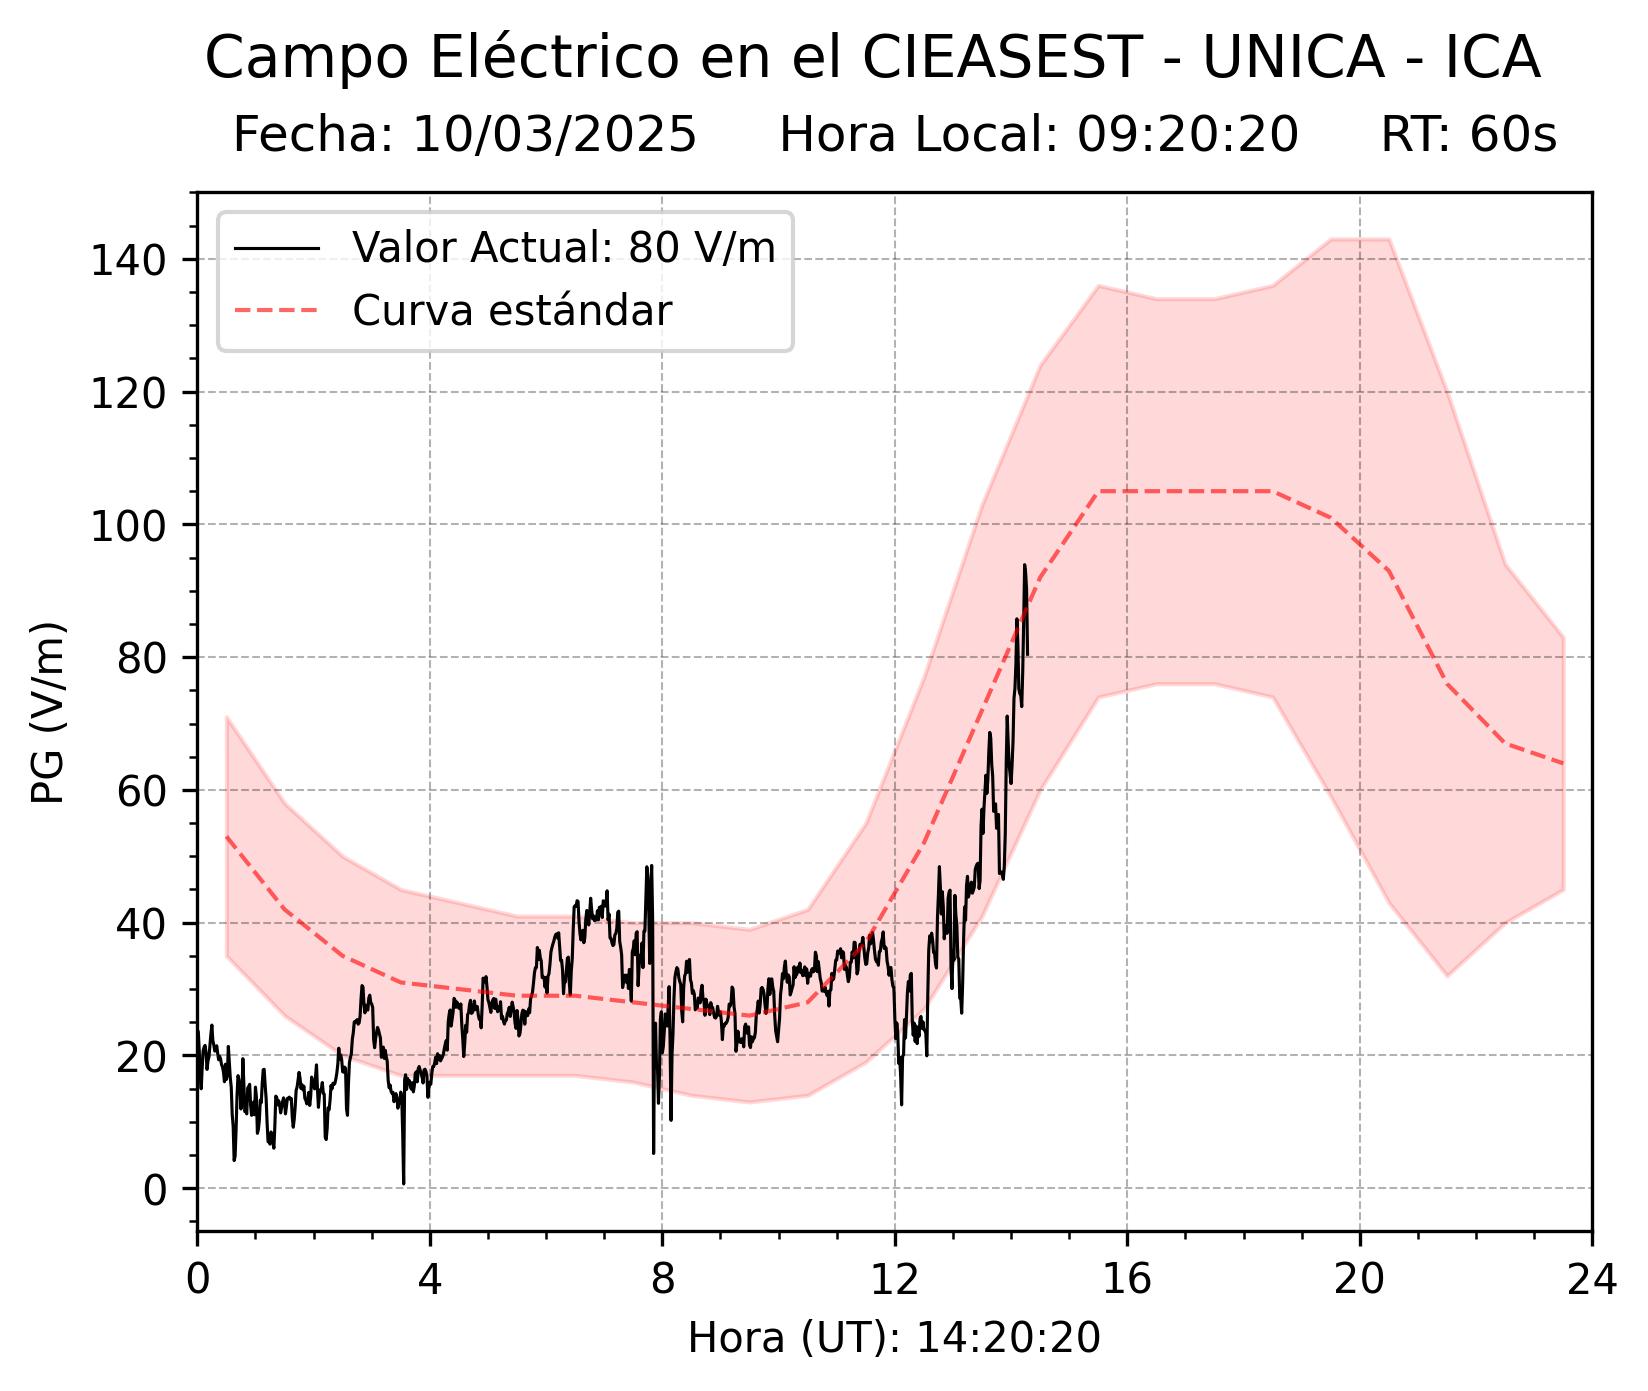 Campo Eléctrico en el CIEASEST - UNICA - ICA
Fecha: 10/03/2025 Hora Local: 09:20:20 RT: 60s
Valor Actual: 80 V/m
Curva estándar
PG (V/m)
140
120
100
80
60
40
20
0
0 4 8 12 16 20 24
Hora (UT): 14:20:20